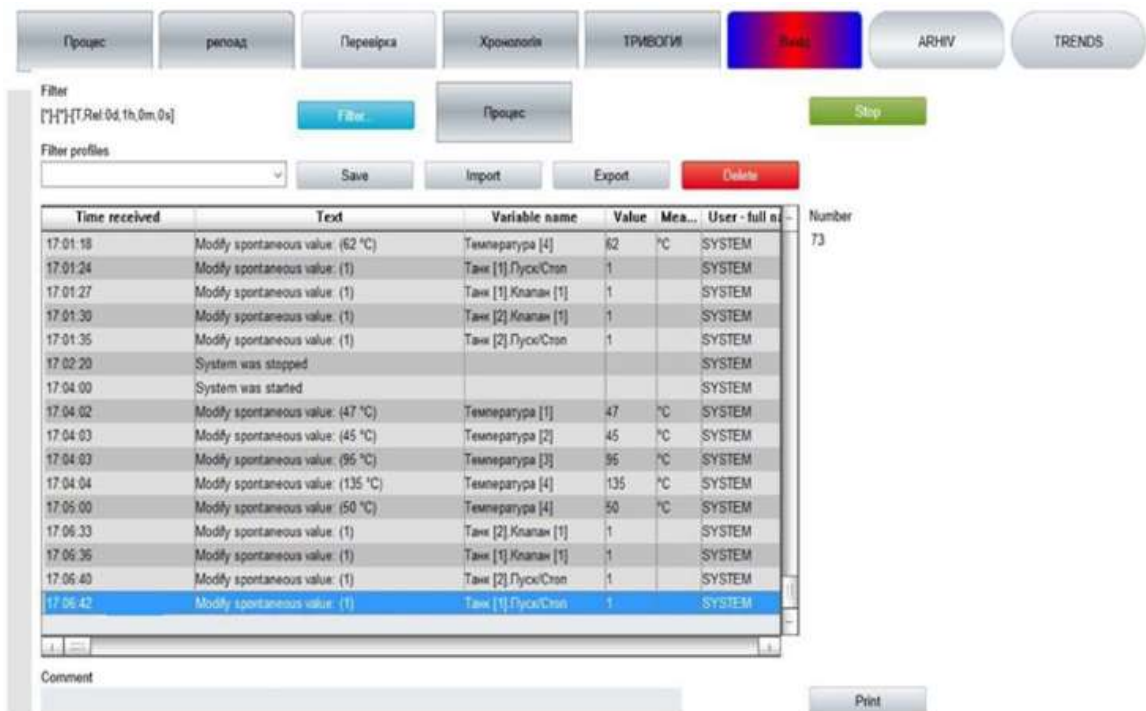 Процес репоад Перевірка Хронологія ТРИВОГИ Вихід ARHIV TRENDS
Filter
[*]-[*]-[T,Rel:0d,1h,0m,0s] Filter... Процес Stop
Filter profiles
Save Import Export Delete
Time received Text Variable name Value Mea... User - full na Number
73
17:01:18 Modify spontaneous value: (62 °C) Температура [4] 62 °C SYSTEM
17:01:24 Modify spontaneous value: (1) Танк [1].Пуск/Стоп 1 SYSTEM
17:01:27 Modify spontaneous value: (1) Танк [1].Клапан [1] 1 SYSTEM
17:01:30 Modify spontaneous value: (1) Танк [2].Клапан [1] 1 SYSTEM
17:01:35 Modify spontaneous value: (1) Танк [2].Пуск/Стоп 1 SYSTEM
17:02:20 System was stopped SYSTEM
17:04:00 System was started SYSTEM
17:04:02 Modify spontaneous value: (47 °C) Температура [1] 47 °C SYSTEM
17:04:03 Modify spontaneous value: (45 °C) Температура [2] 45 °C SYSTEM
17:04:03 Modify spontaneous value: (95 °C) Температура [3] 95 °C SYSTEM
17:04:04 Modify spontaneous value: (135 °C) Температура [4] 135 °C SYSTEM
17:05:00 Modify spontaneous value: (50 °C) Температура [4] 50 °C SYSTEM
17:06:33 Modify spontaneous value: (1) Танк [2].Клапан [1] 1 SYSTEM
17:06:36 Modify spontaneous value: (1) Танк [1].Клапан [1] 1 SYSTEM
17:06:40 Modify spontaneous value: (1) Танк [2].Пуск/Стоп 1 SYSTEM
17:06:42 Modify spontaneous value: (1) Танк [1].Пуск/Стоп 1 SYSTEM
Comment
Print